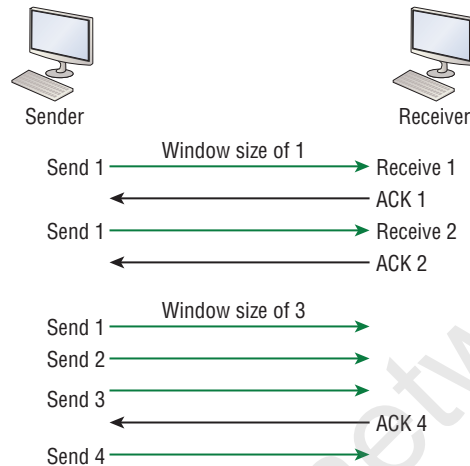 Sender Receiver
Window size of 1
Send 1 Receive 1
ACK 1
Send 1 Receive 2
ACK 2
Window size of 3
Send 1
Send 2
Send 3
ACK 4
Send 4